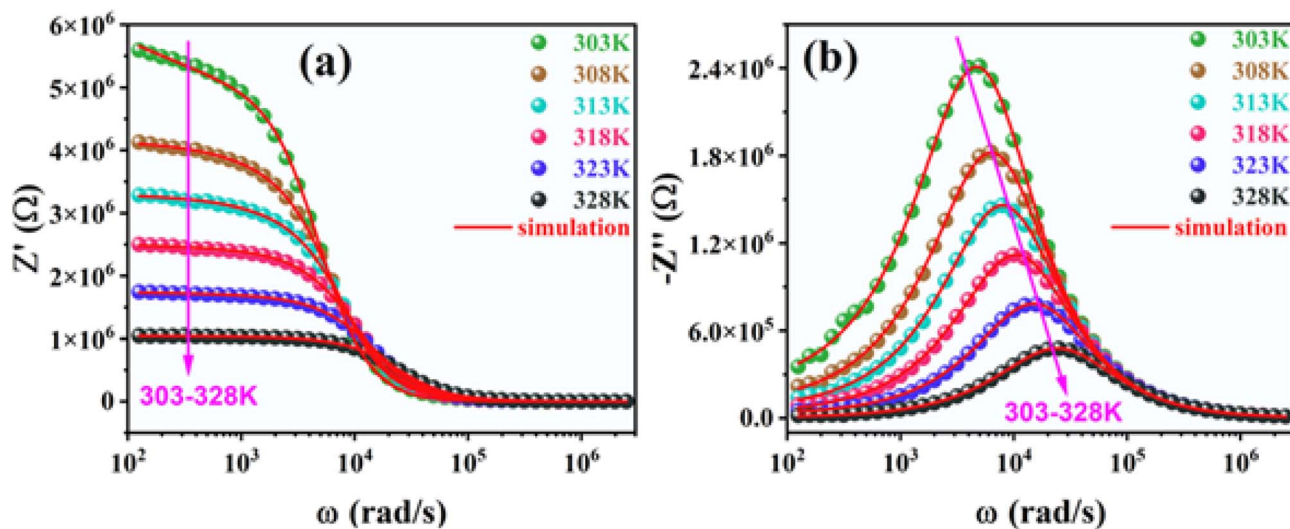 6×10⁶
5×10⁶
4×10⁶
3×10⁶
2×10⁶
1×10⁶
0
Z' (Ω)
(a)
303K
308K
313K
318K
323K
328K
simulation
303-328K
10² 10³ 10⁴ 10⁵ 10⁶
ω (rad/s)
2.4×10⁶
1.8×10⁶
1.2×10⁶
6.0×10⁵
0.0
-Z'' (Ω)
(b)
303K
308K
313K
318K
323K
328K
simulation
303-328K
10² 10³ 10⁴ 10⁵ 10⁶
ω (rad/s)